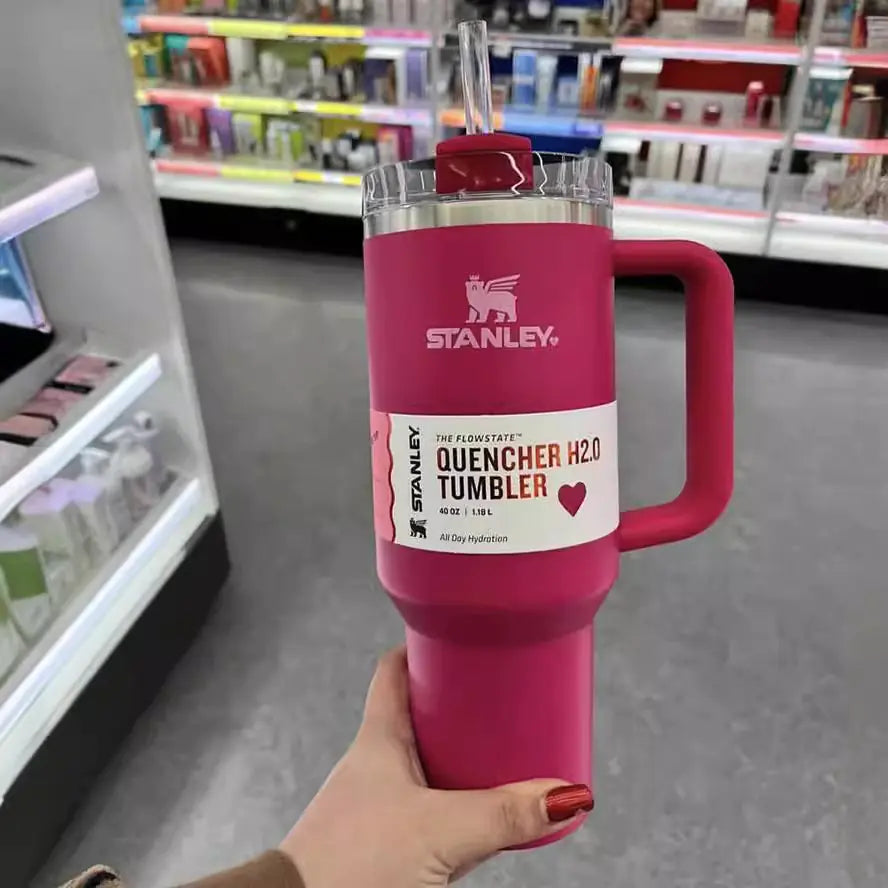 STANLEY
STANLEY
THE FLOWSTATE™
QUENCHER H2.0
TUMBLER
40 OZ | 1.18 L
All Day Hydration